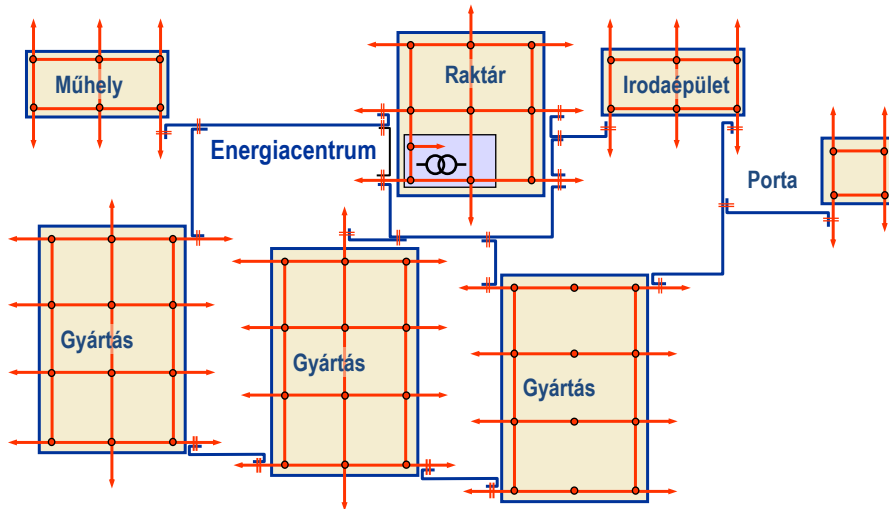 Műhely
Raktár
Irodaépület
Energiacentrum
Porta
Gyártás
Gyártás
Gyártás